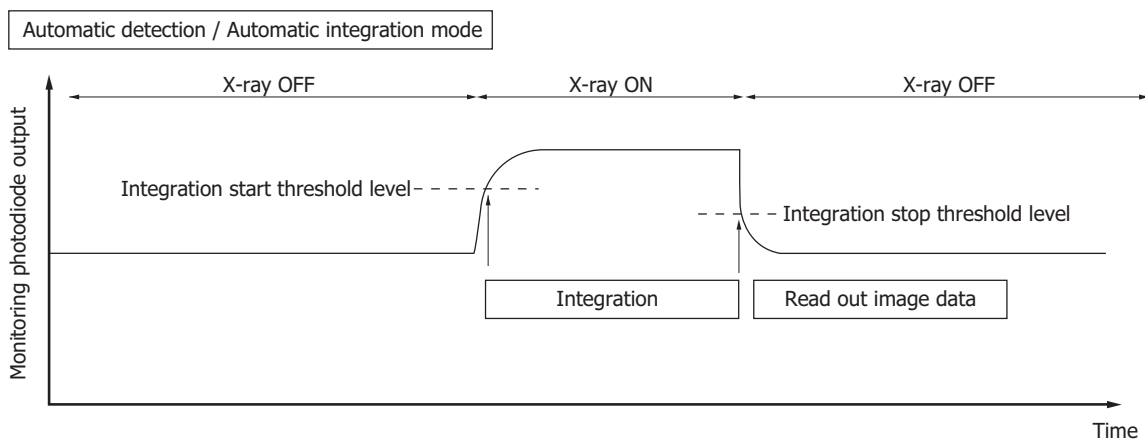 Automatic detection / Automatic integration mode
X-ray OFF
X-ray ON
X-ray OFF
Monitoring photodiode output
Integration start threshold level
Integration stop threshold level
Integration
Read out image data
Time